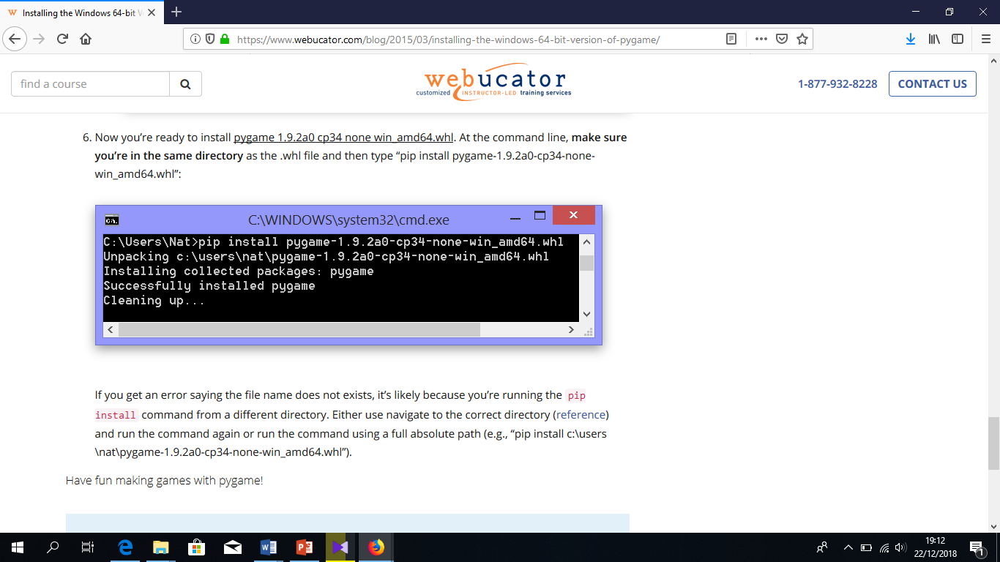 Installing the Windows 64-bit V
https://www.webucator.com/blog/2015/03/installing-the-windows-64-bit-version-of-pygame/
find a course
webucator
customized INSTRUCTOR-LED training services
1-877-932-8228
CONTACT US
6. Now you’re ready to install pygame 1.9.2a0 cp34 none win_amd64.whl. At the command line, make sure
you’re in the same directory as the .whl file and then type “pip install pygame-1.9.2a0-cp34-none-
win_amd64.whl”:
C:\WINDOWS\system32\cmd.exe
C:\Users\Nat>pip install pygame-1.9.2a0-cp34-none-win_amd64.whl
Unpacking c:\users\nat\pygame-1.9.2a0-cp34-none-win_amd64.whl
Installing collected packages: pygame
Successfully installed pygame
Cleaning up...
If you get an error saying the file name does not exists, it’s likely because you’re running the pip
install command from a different directory. Either use navigate to the correct directory (reference)
and run the command again or run the command using a full absolute path (e.g., “pip install c:\users
\nat\pygame-1.9.2a0-cp34-none-win_amd64.whl”).
Have fun making games with pygame!
19:12
22/12/2018
1